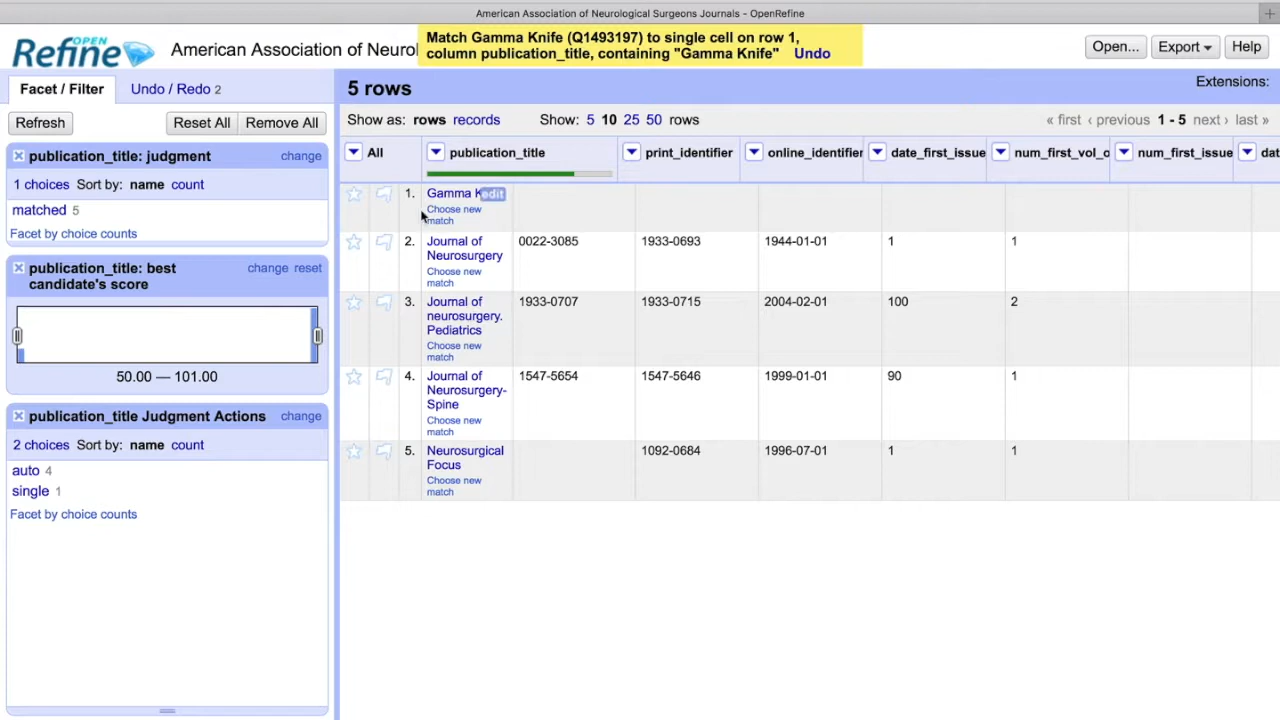 American Association of Neurological Surgeons Journals - OpenRefine
OPEN
Refine
American Association of Neurol
Match Gamma Knife (Q1493197) to single cell on row 1,
column publication_title, containing "Gamma Knife" Undo
Open... Export Help
Facet / Filter Undo / Redo 2
5 rows
Extensions:
Refresh Reset All Remove All
Show as: rows records Show: 5 10 25 50 rows « first ‹ previous 1 - 5 next › last »
publication_title: judgment change
1 choices Sort by: name count
matched 5
Facet by choice counts
publication_title: best
candidate's score
change reset
50.00 — 101.00
publication_title Judgment Actions change
2 choices Sort by: name count
auto 4
single 1
Facet by choice counts
All publication_title print_identifier online_identifier date_first_issue num_first_vol_o num_first_issue dat
1. Gamma K edit
Choose new
match
2. Journal of 0022-3085 1933-0693 1944-01-01 1 1
Neurosurgery
Choose new
match
3. Journal of 1933-0707 1933-0715 2004-02-01 100 2
neurosurgery.
Pediatrics
Choose new
match
4. Journal of 1547-5654 1547-5646 1999-01-01 90 1
Neurosurgery-
Spine
Choose new
match
5. Neurosurgical 1092-0684 1996-07-01 1 1
Focus
Choose new
match